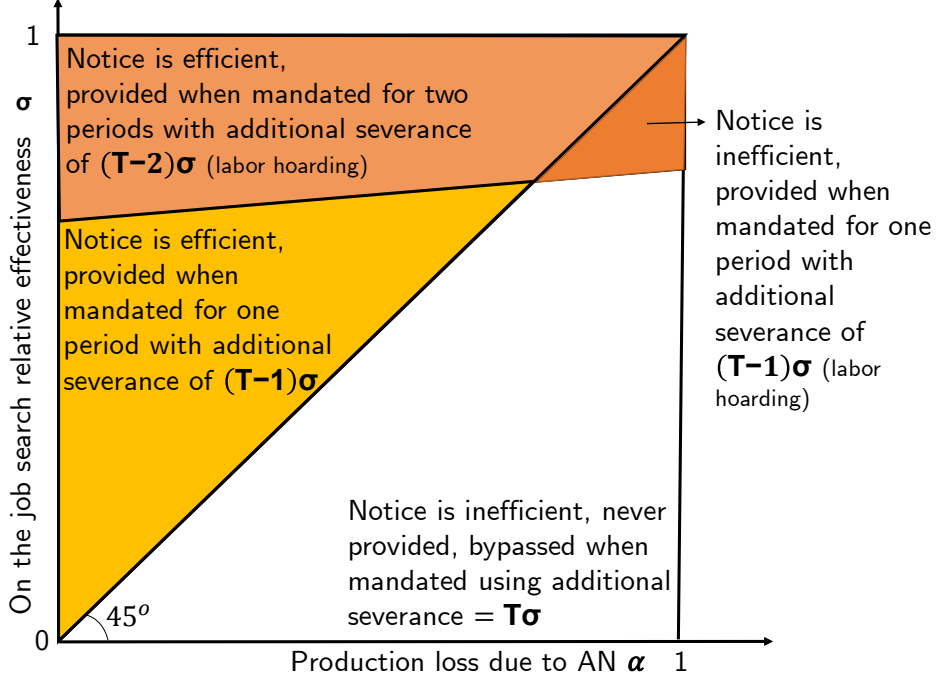 1
Notice is efficient,
provided when mandated for two
periods with additional severance
of (T−2)σ (labor hoarding)
On the job search relative effectiveness σ
Notice is efficient,
provided when
mandated for one
period with additional
severance of (T−1)σ
Notice is
inefficient,
provided when
mandated for one
period with
additional
severance of
(T−1)σ (labor
hoarding)
Notice is inefficient, never
provided, bypassed when
mandated using additional
severance = Tσ
45°
0
Production loss due to AN α 1